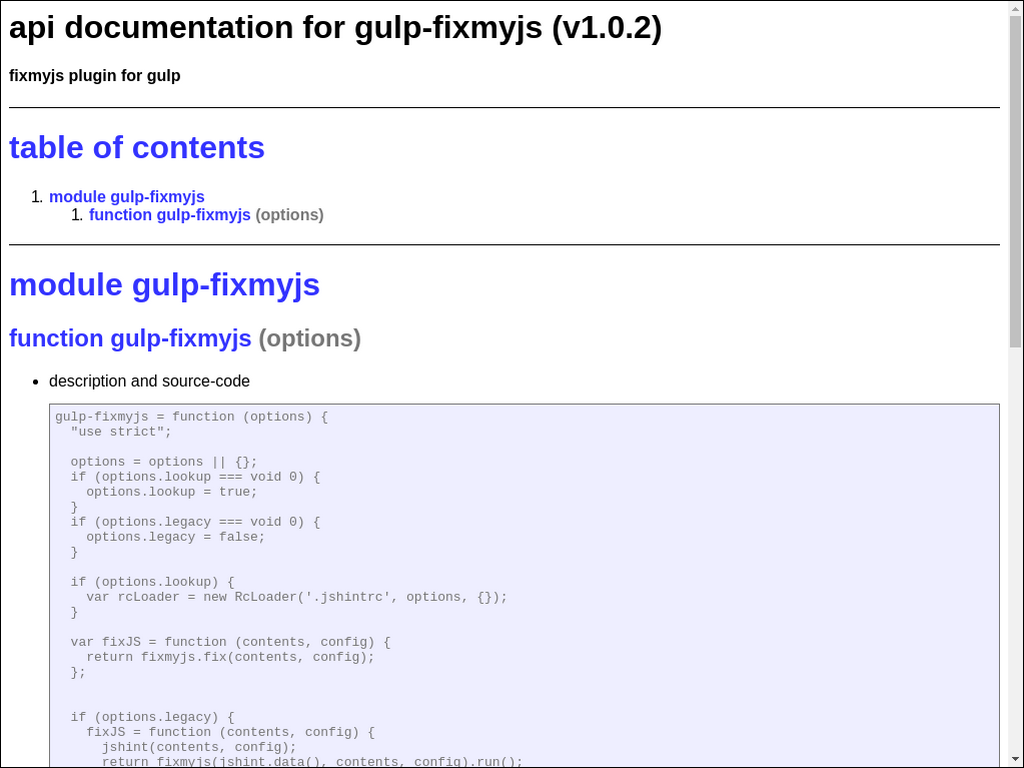 api documentation for gulp-fixmyjs (v1.0.2)
fixmyjs plugin for gulp
table of contents
1. module gulp-fixmyjs
1. function gulp-fixmyjs (options)
module gulp-fixmyjs
function gulp-fixmyjs (options)
• description and source-code
gulp-fixmyjs = function (options) {
  "use strict";
  options = options || {};
  if (options.lookup === void 0) {
    options.lookup = true;
  }
  if (options.legacy === void 0) {
    options.legacy = false;
  }
  if (options.lookup) {
    var rcLoader = new RcLoader('.jshintrc', options, {});
  }
  var fixJS = function (contents, config) {
    return fixmyjs.fix(contents, config);
  };
  if (options.legacy) {
    fixJS = function (contents, config) {
      jshint(contents, config);
      return fixmyjs(jshint.data(), contents, config).run();